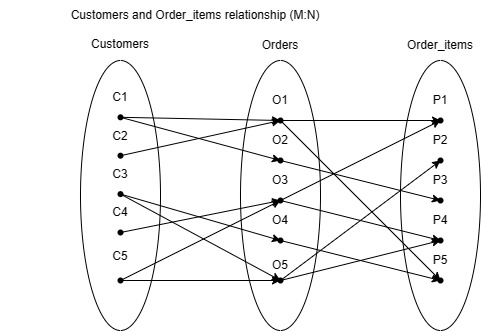 Customers and Order_items relationship (M:N)
Customers Orders Order_items
C1 O1 P1
C2 O2 P2
C3 O3 P3
C4 O4 P4
C5 O5 P5